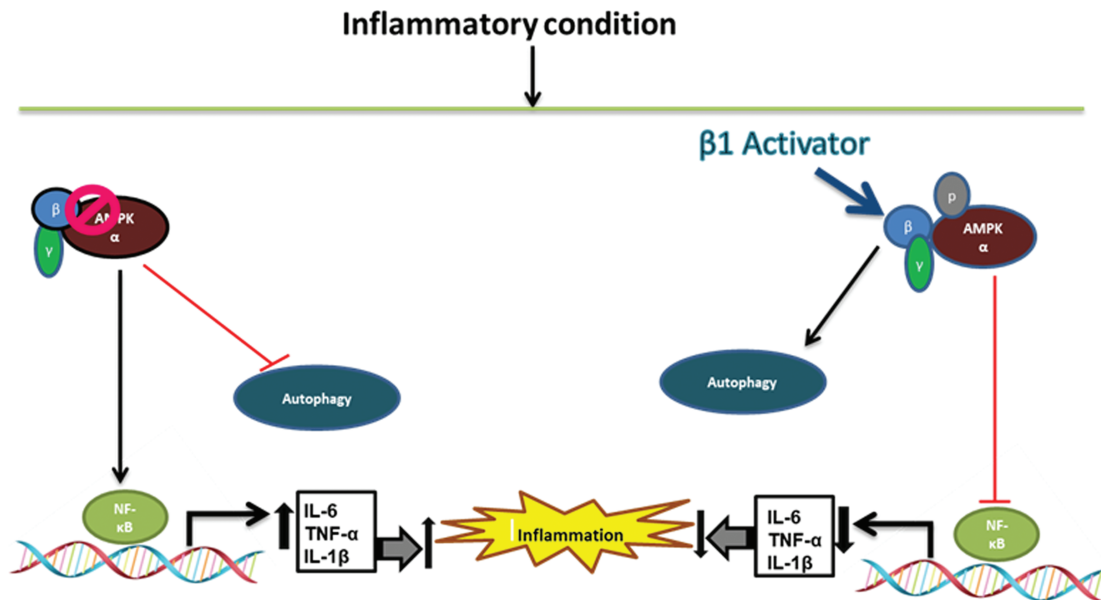 Inflammatory condition
β1 Activator
β
AMPK
α
γ
p
β
AMPK
α
γ
Autophagy
Autophagy
NF-
κB
IL-6
TNF-α
IL-1β
Inflammation
IL-6
TNF-α
IL-1β
NF-
κB